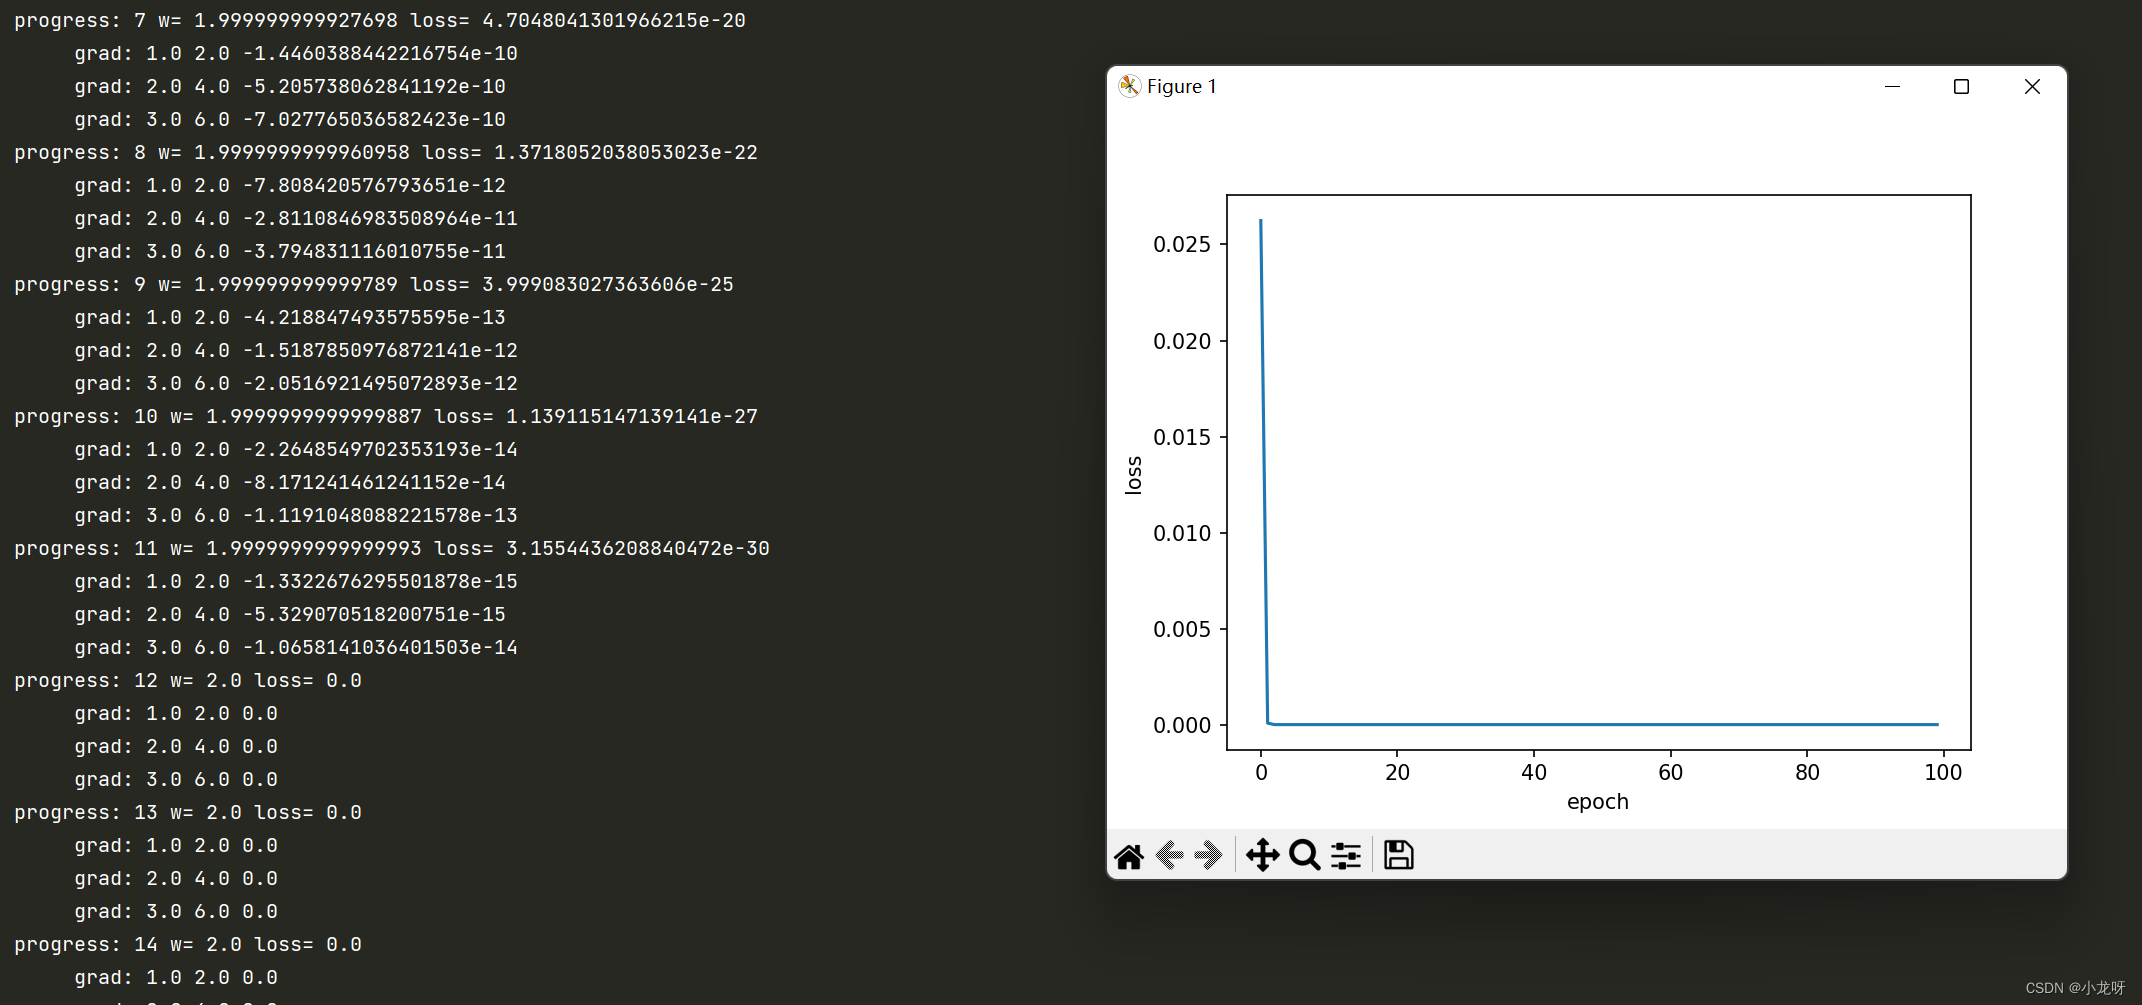 progress: 7 w= 1.999999999927698 loss= 4.7048041301966215e-20
grad: 1.0 2.0 -1.4460388442216754e-10
grad: 2.0 4.0 -5.205738062841192e-10
grad: 3.0 6.0 -7.027765036582423e-10
progress: 8 w= 1.9999999999960958 loss= 1.3718052038053023e-22
grad: 1.0 2.0 -7.808420576793651e-12
grad: 2.0 4.0 -2.8110846983508964e-11
grad: 3.0 6.0 -3.794831116010755e-11
progress: 9 w= 1.999999999999789 loss= 3.999083027363606e-25
grad: 1.0 2.0 -4.218847493575595e-13
grad: 2.0 4.0 -1.5187850976872141e-12
grad: 3.0 6.0 -2.0516921495072893e-12
progress: 10 w= 1.9999999999999887 loss= 1.139115147139141e-27
grad: 1.0 2.0 -2.2648549702353193e-14
grad: 2.0 4.0 -8.171241461241152e-14
grad: 3.0 6.0 -1.1191048088221578e-13
progress: 11 w= 1.9999999999999993 loss= 3.1554436208840472e-30
grad: 1.0 2.0 -1.3322676295501878e-15
grad: 2.0 4.0 -5.329070518200751e-15
grad: 3.0 6.0 -1.0658141036401503e-14
progress: 12 w= 2.0 loss= 0.0
grad: 1.0 2.0 0.0
grad: 2.0 4.0 0.0
grad: 3.0 6.0 0.0
progress: 13 w= 2.0 loss= 0.0
grad: 1.0 2.0 0.0
grad: 2.0 4.0 0.0
grad: 3.0 6.0 0.0
progress: 14 w= 2.0 loss= 0.0
grad: 1.0 2.0 0.0
Figure 1
0.025
0.020
0.015
0.010
0.005
0.000
loss
0 20 40 60 80 100
epoch
CSDN @小龙呀